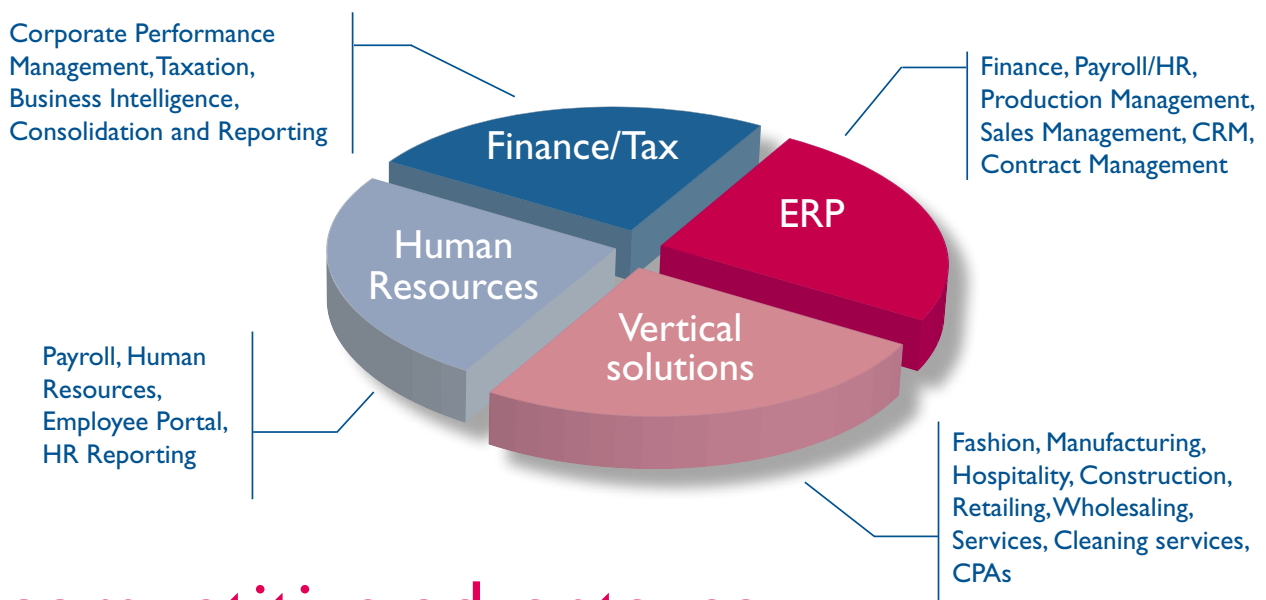 Corporate Performance
Management, Taxation,
Business Intelligence,
Consolidation and Reporting
Finance, Payroll/HR,
Production Management,
Sales Management, CRM,
Contract Management
Finance/Tax
ERP
Human
Resources
Vertical
solutions
Payroll, Human
Resources,
Employee Portal,
HR Reporting
Fashion, Manufacturing,
Hospitality, Construction,
Retailing, Wholesaling,
Services, Cleaning services,
CPAs